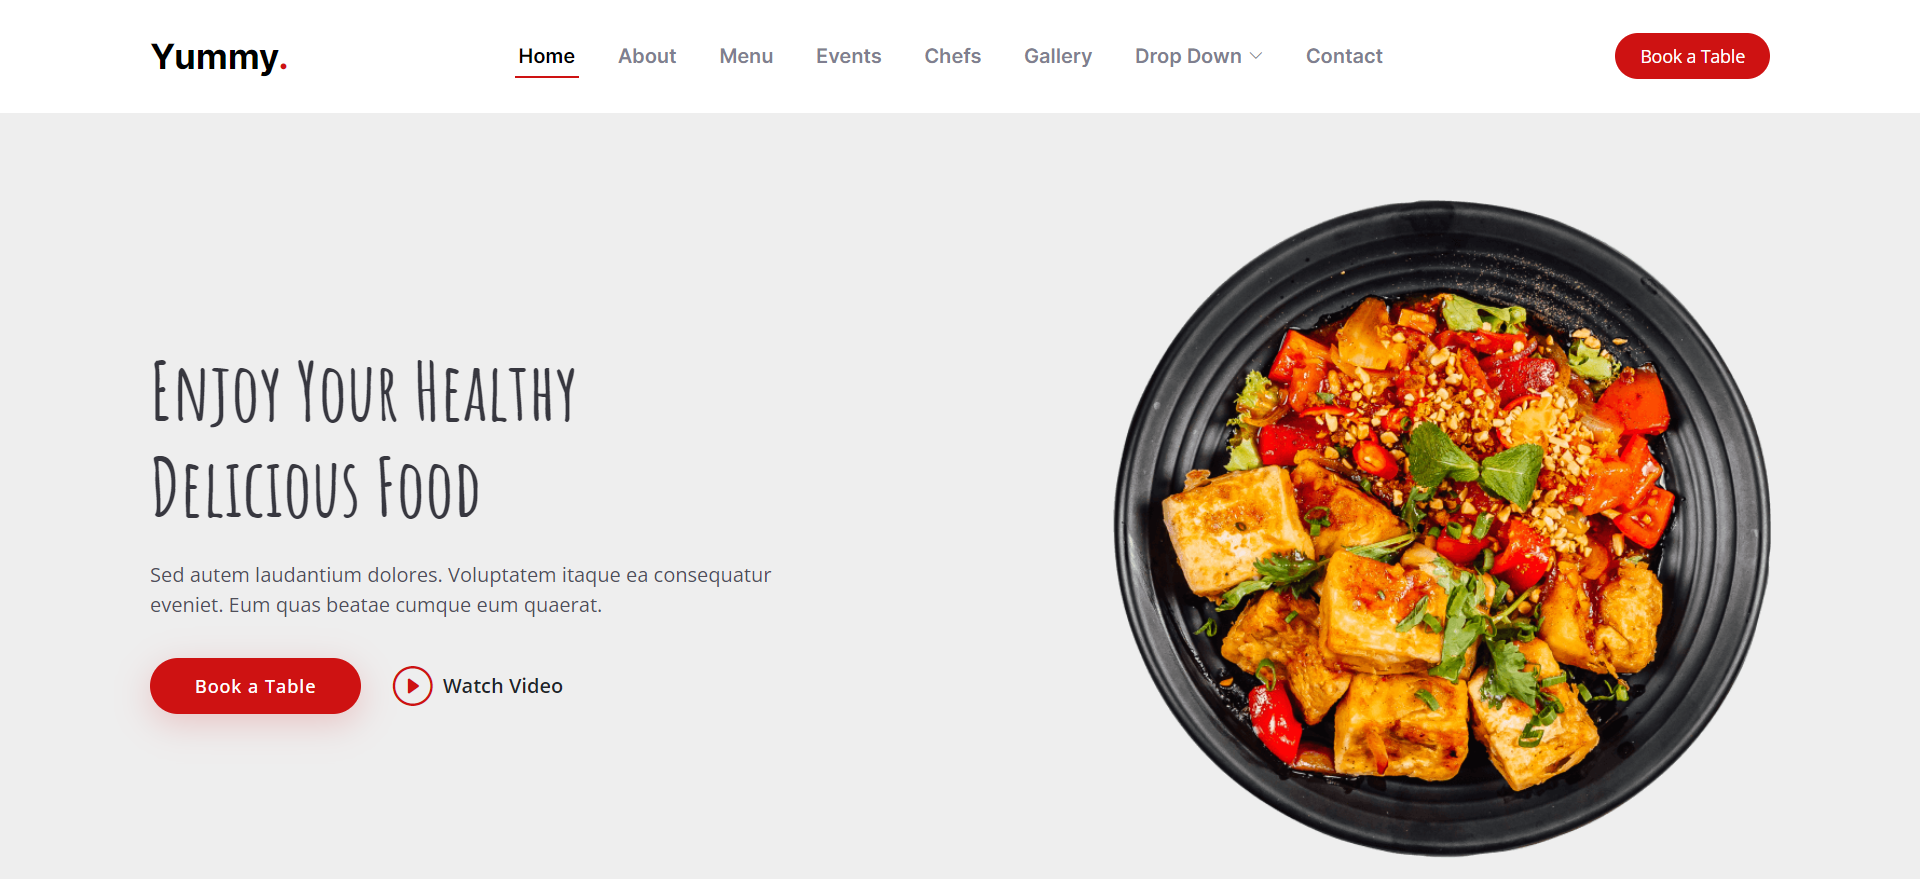 Yummy.
Home About Menu Events Chefs Gallery Drop Down Contact
Book a Table
Enjoy Your Healthy
Delicious Food
Sed autem laudantium dolores. Voluptatem itaque ea consequatur
eveniet. Eum quas beatae cumque eum quaerat.
Book a Table
Watch Video